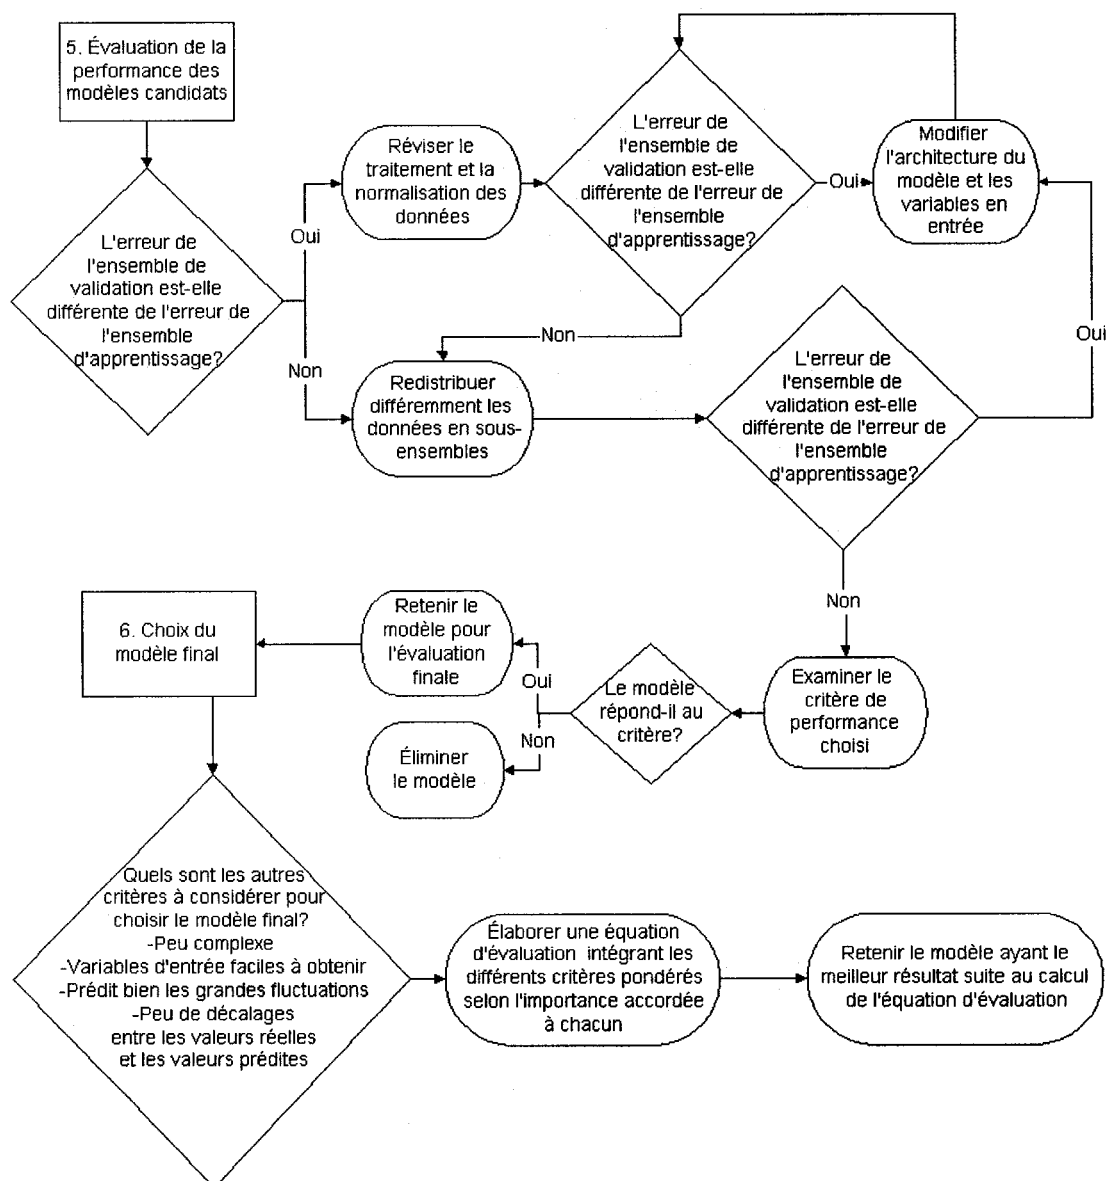 5. Évaluation de la
performance des
modèles candidats
L'erreur de
l'ensemble de
validation est-elle
différente de l'erreur de
l'ensemble
d'apprentissage?
Oui
Non
Réviser le
traitement et la
normalisation des
données
L'erreur de
l'ensemble de
validation est-elle
différente de l'erreur de
l'ensemble
d'apprentissage?
Oui
Modifier
l'architecture du
modèle et les
variables en
entrée
Non
Redistribuer
différemment les
données en sous-
ensembles
L'erreur de
l'ensemble de
validation est-elle
différente de l'erreur de
l'ensemble
d'apprentissage?
Oui
Non
Examiner le
critère de
performance
choisi
Le modèle
répond-il au
critère?
Oui
Non
Retenir le
modèle pour
l'évaluation
finale
Éliminer
le modèle
6. Choix du
modèle final
Quels sont les autres
critères à considérer pour
choisir le modèle final?
-Peu complexe
-Variables d'entrée faciles à obtenir
-Prédit bien les grandes fluctuations
-Peu de décalages
entre les valeurs réelles
et les valeurs prédites
Élaborer une équation
d'évaluation intégrant les
différents critères pondérés
selon l'importance accordée
à chacun
Retenir le modèle ayant le
meilleur résultat suite au calcul
de l'équation d'évaluation